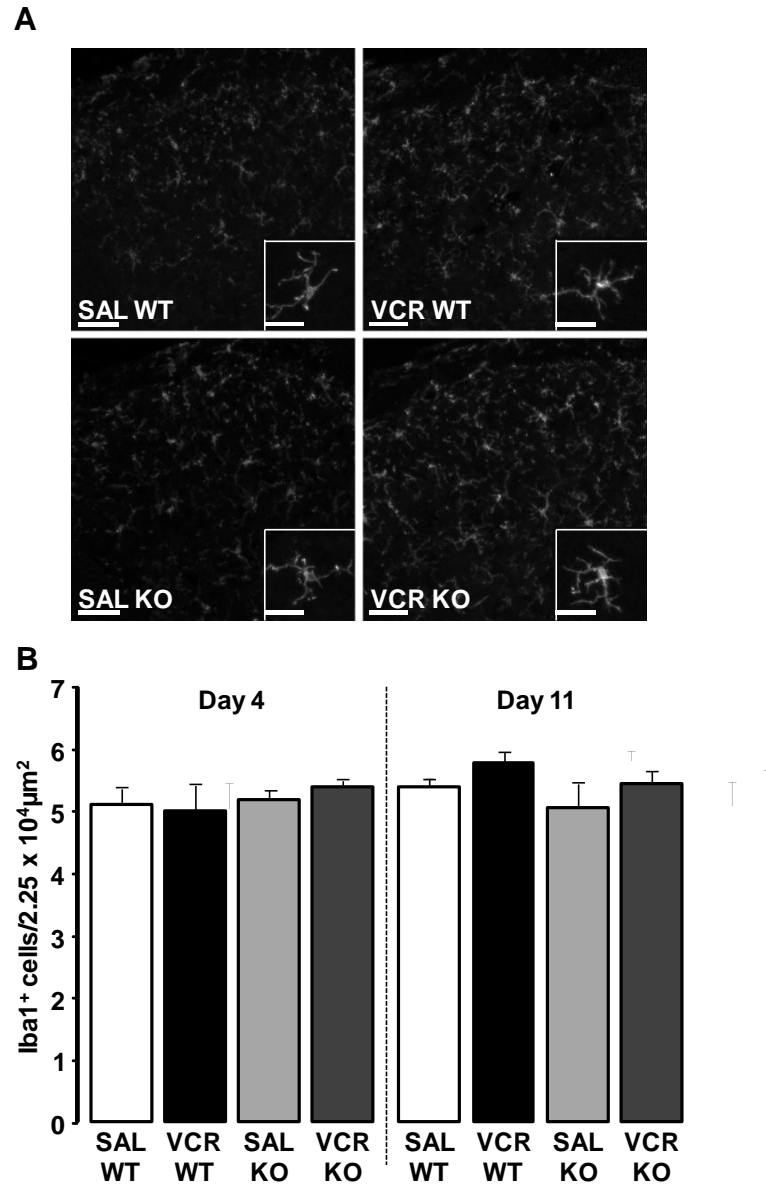 A
SAL WT
VCR WT
SAL KO
VCR KO
B
7
6
5
4
3
2
1
0
Iba1⁺ cells/2.25 x 10⁴µm²
Day 4
Day 11
SAL WT
VCR WT
SAL KO
VCR KO
SAL WT
VCR WT
SAL KO
VCR KO